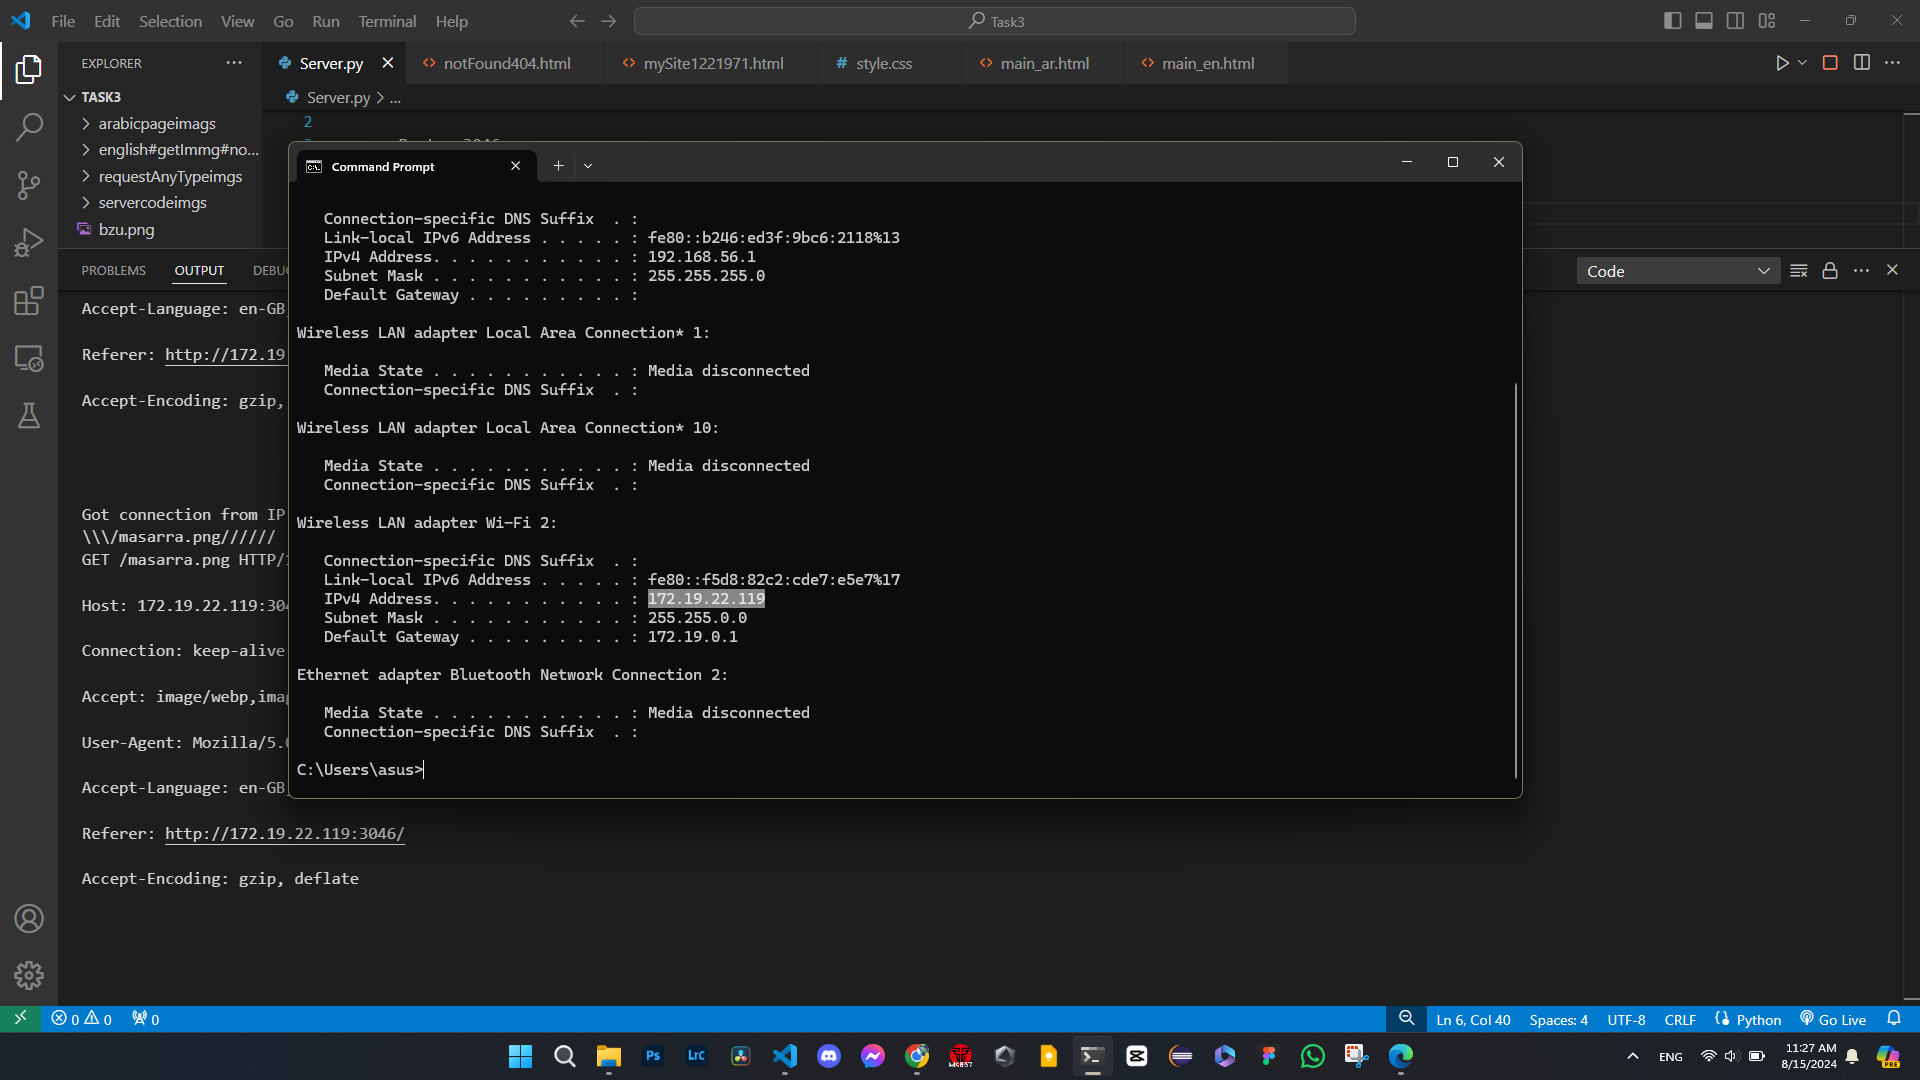 File Edit Selection View Go Run Terminal Help
Task3
EXPLORER
Server.py
notFound404.html
mySite1221971.html
# style.css
main_ar.html
main_en.html
TASK3
Server.py > ...
arabicpageimags
2
english#getImmg#no...
requestAnyTypeimgs
servercodeimgs
bzu.png
PROBLEMS OUTPUT
Code
Accept-Language: en-GB
Referer: http://172.19
Accept-Encoding: gzip,
Got connection from IP
\\\/masarra.png//////
GET /masarra.png HTTP/
Host: 172.19.22.119:
Connection: keep-alive
Accept: image/webp,
User-Agent: Mozilla/5.
Accept-Language: en-GB
Referer: http://172.19.22.119:3046/
Accept-Encoding: gzip, deflate
Command Prompt
Connection-specific DNS Suffix . :
Link-local IPv6 Address . . . . . : fe80::b246:ed3f:9bc6:2118%13
IPv4 Address. . . . . . . . . . . : 192.168.56.1
Subnet Mask . . . . . . . . . . . : 255.255.255.0
Default Gateway . . . . . . . . . :
Wireless LAN adapter Local Area Connection* 1:
Media State . . . . . . . . . . . : Media disconnected
Connection-specific DNS Suffix . :
Wireless LAN adapter Local Area Connection* 10:
Media State . . . . . . . . . . . : Media disconnected
Connection-specific DNS Suffix . :
Wireless LAN adapter Wi-Fi 2:
Connection-specific DNS Suffix . :
Link-local IPv6 Address . . . . . : fe80::f5d8:82c2:cde7:e5e7%17
IPv4 Address. . . . . . . . . . . : 172.19.22.119
Subnet Mask . . . . . . . . . . . : 255.255.0.0
Default Gateway . . . . . . . . . : 172.19.0.1
Ethernet adapter Bluetooth Network Connection 2:
Media State . . . . . . . . . . . : Media disconnected
Connection-specific DNS Suffix . :
C:\Users\asus>
0 0 0
Ln 6, Col 40 Spaces: 4 UTF-8 CRLF Python Go Live
Ps Lrc
ENG
11:27 AM
8/15/2024
PRE